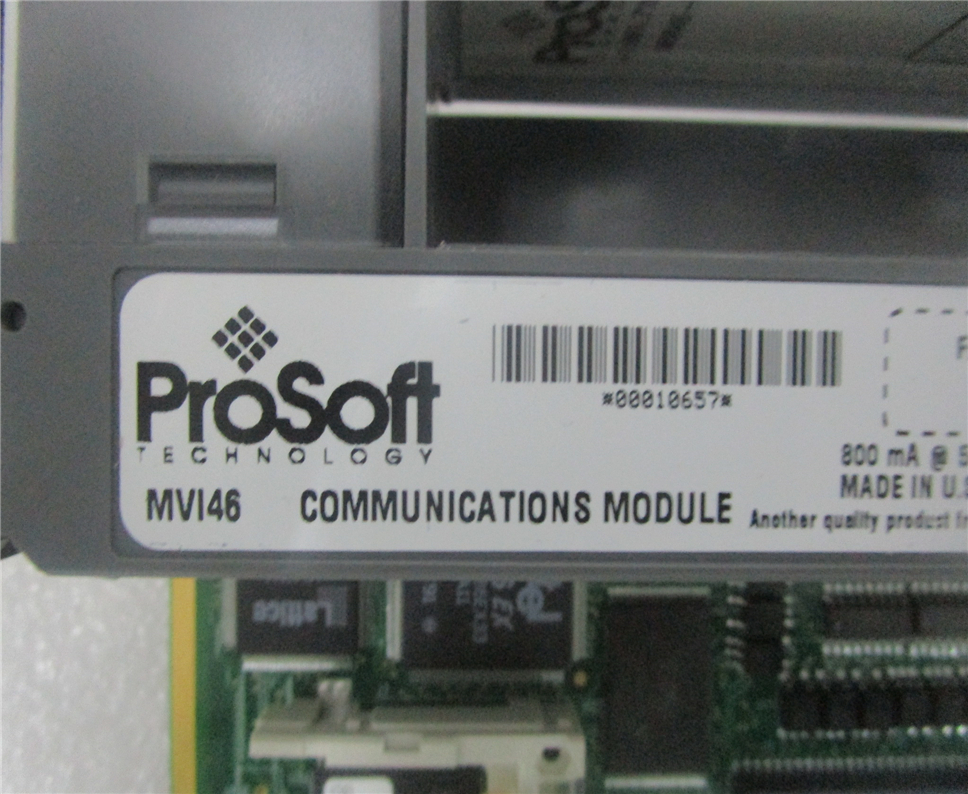 ProSoft
TECHNOLOGY
*00010657*
F
800 mA @ 5
MADE IN U.S
MVI46 COMMUNICATIONS MODULE
Another quality product
Lattice